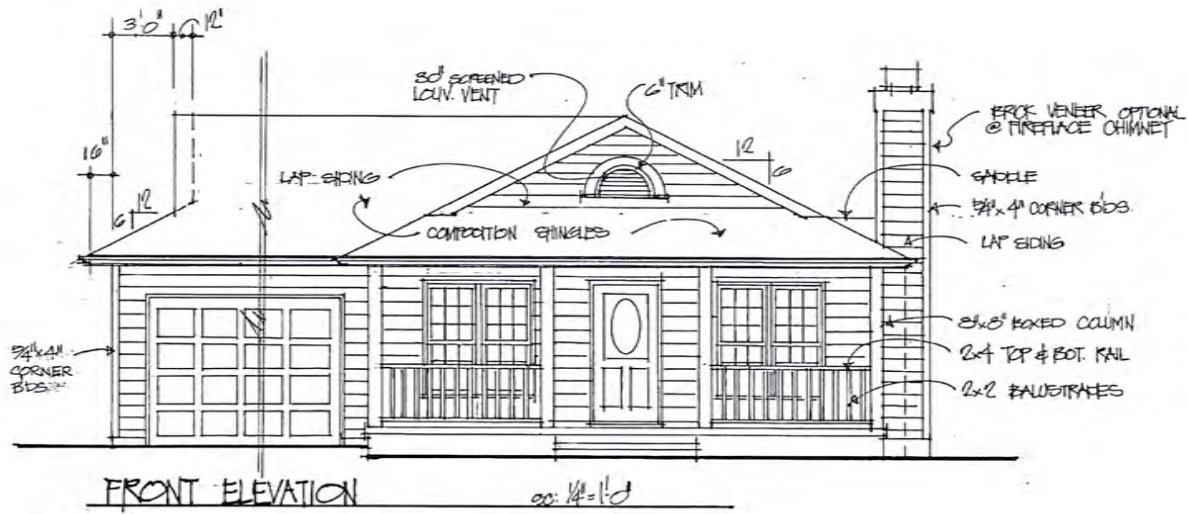 3'0"
12"
30" SCREENED
LOUV. VENT
6" TRIM
BRICK VENEER OPTIONAL
@ FIREPLACE CHIMNEY
16"
12
6
LAP SIDING
12
6
SADDLE
5/4" x 4" CORNER BDS.
COMPOSITION SHINGLES
LAP SIDING
8"x8" BOXED COLUMN
5/4"x4"
CORNER
BDS.
2x4 TOP & BOT. RAIL
2x2 BALUSTRADES
FRONT ELEVATION
SC: 1/4"=1'-0"